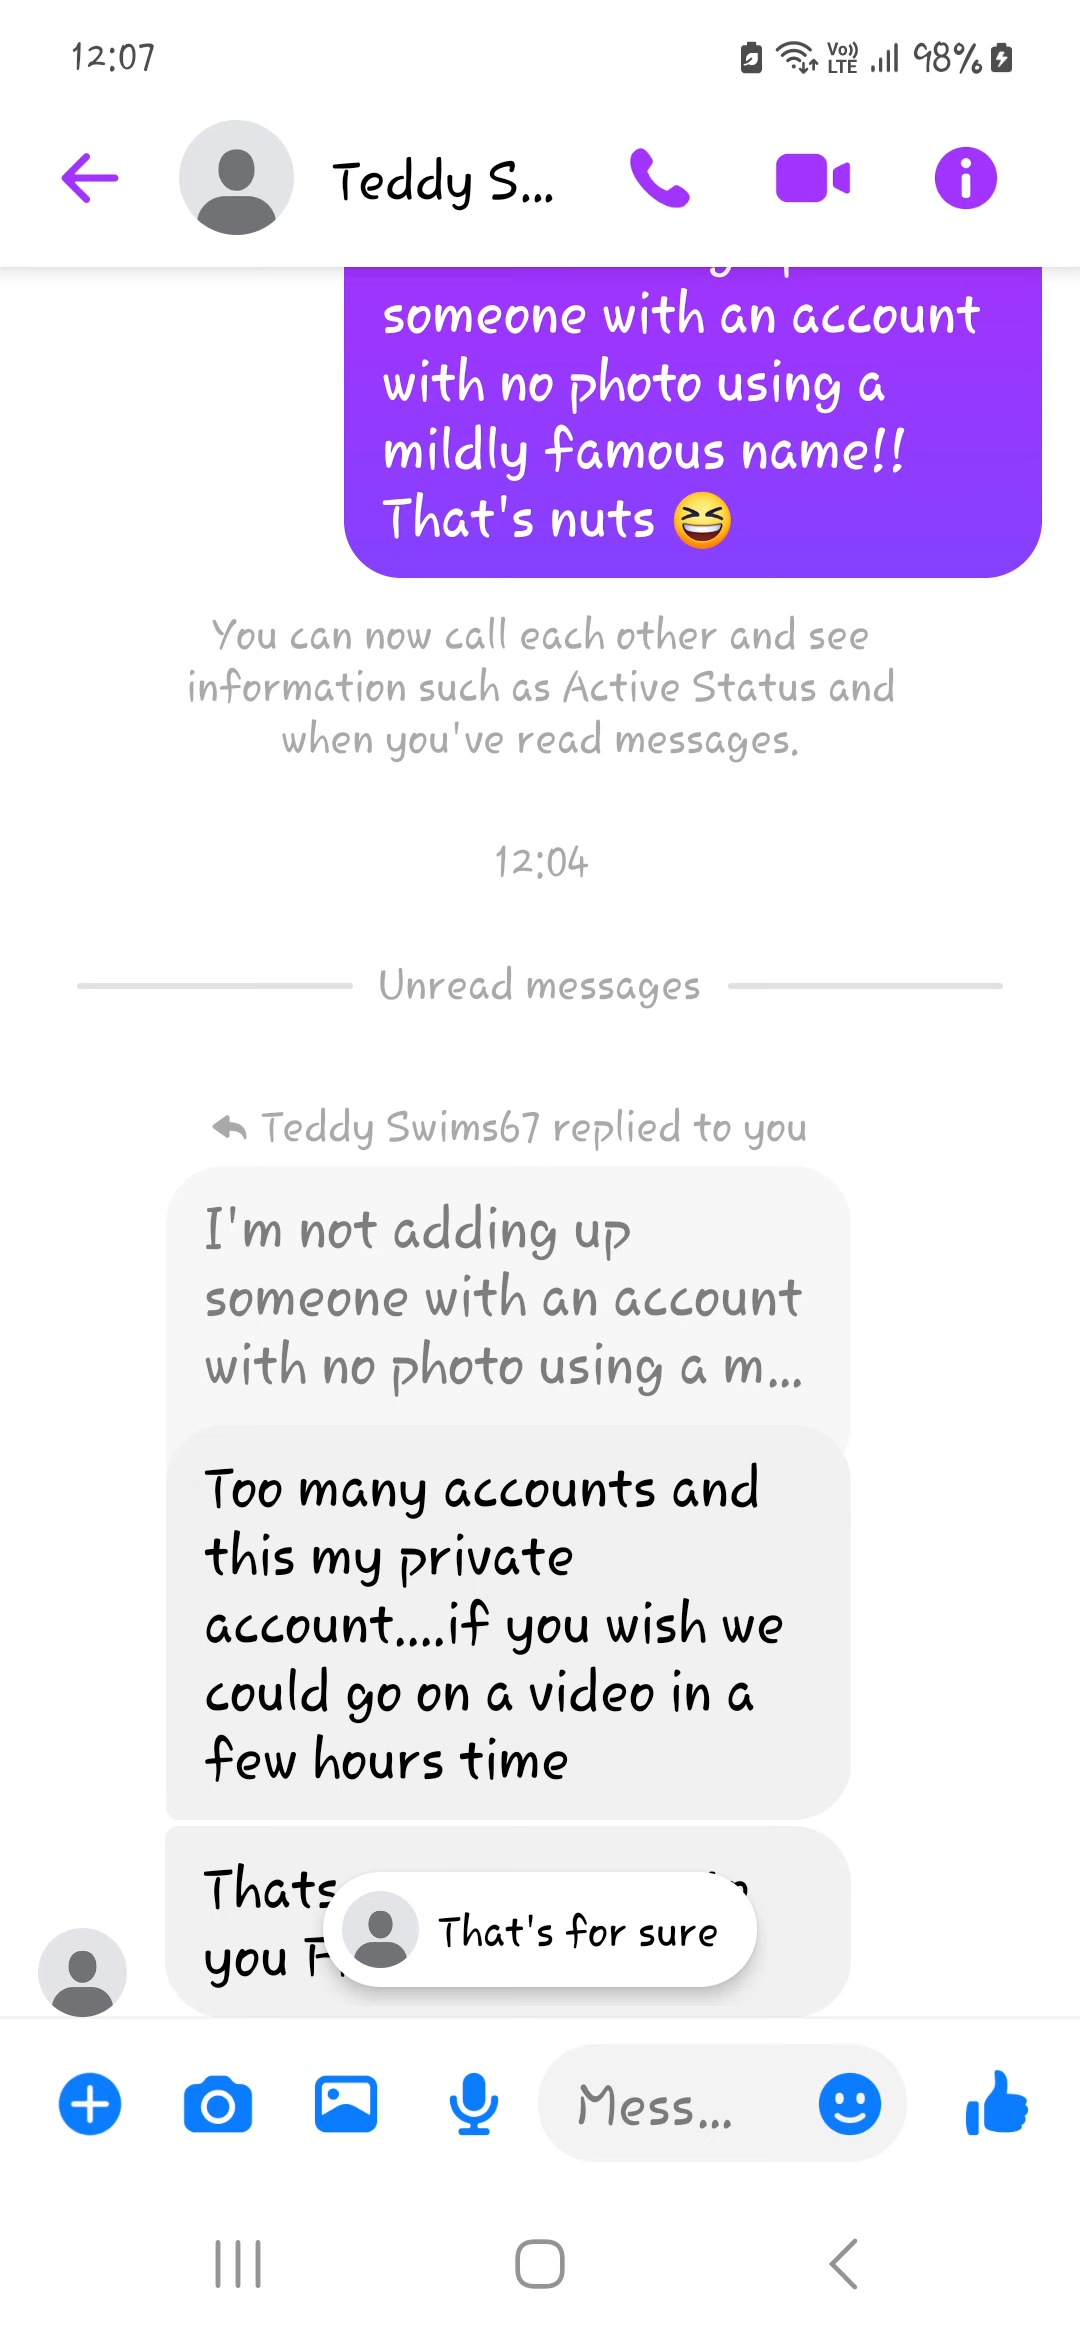 12:07
Vo)) LTE
98%
Teddy S...
someone with an account
with no photo using a
mildly famous name!!
That's nuts 😆
You can now call each other and see
information such as Active Status and
when you've read messages.
12:04
Unread messages
Teddy Swims67 replied to you
I'm not adding up
someone with an account
with no photo using a m...
Too many accounts and
this my private
account....if you wish we
could go on a video in a
few hours time
Thats
you
That's for sure
Mess...